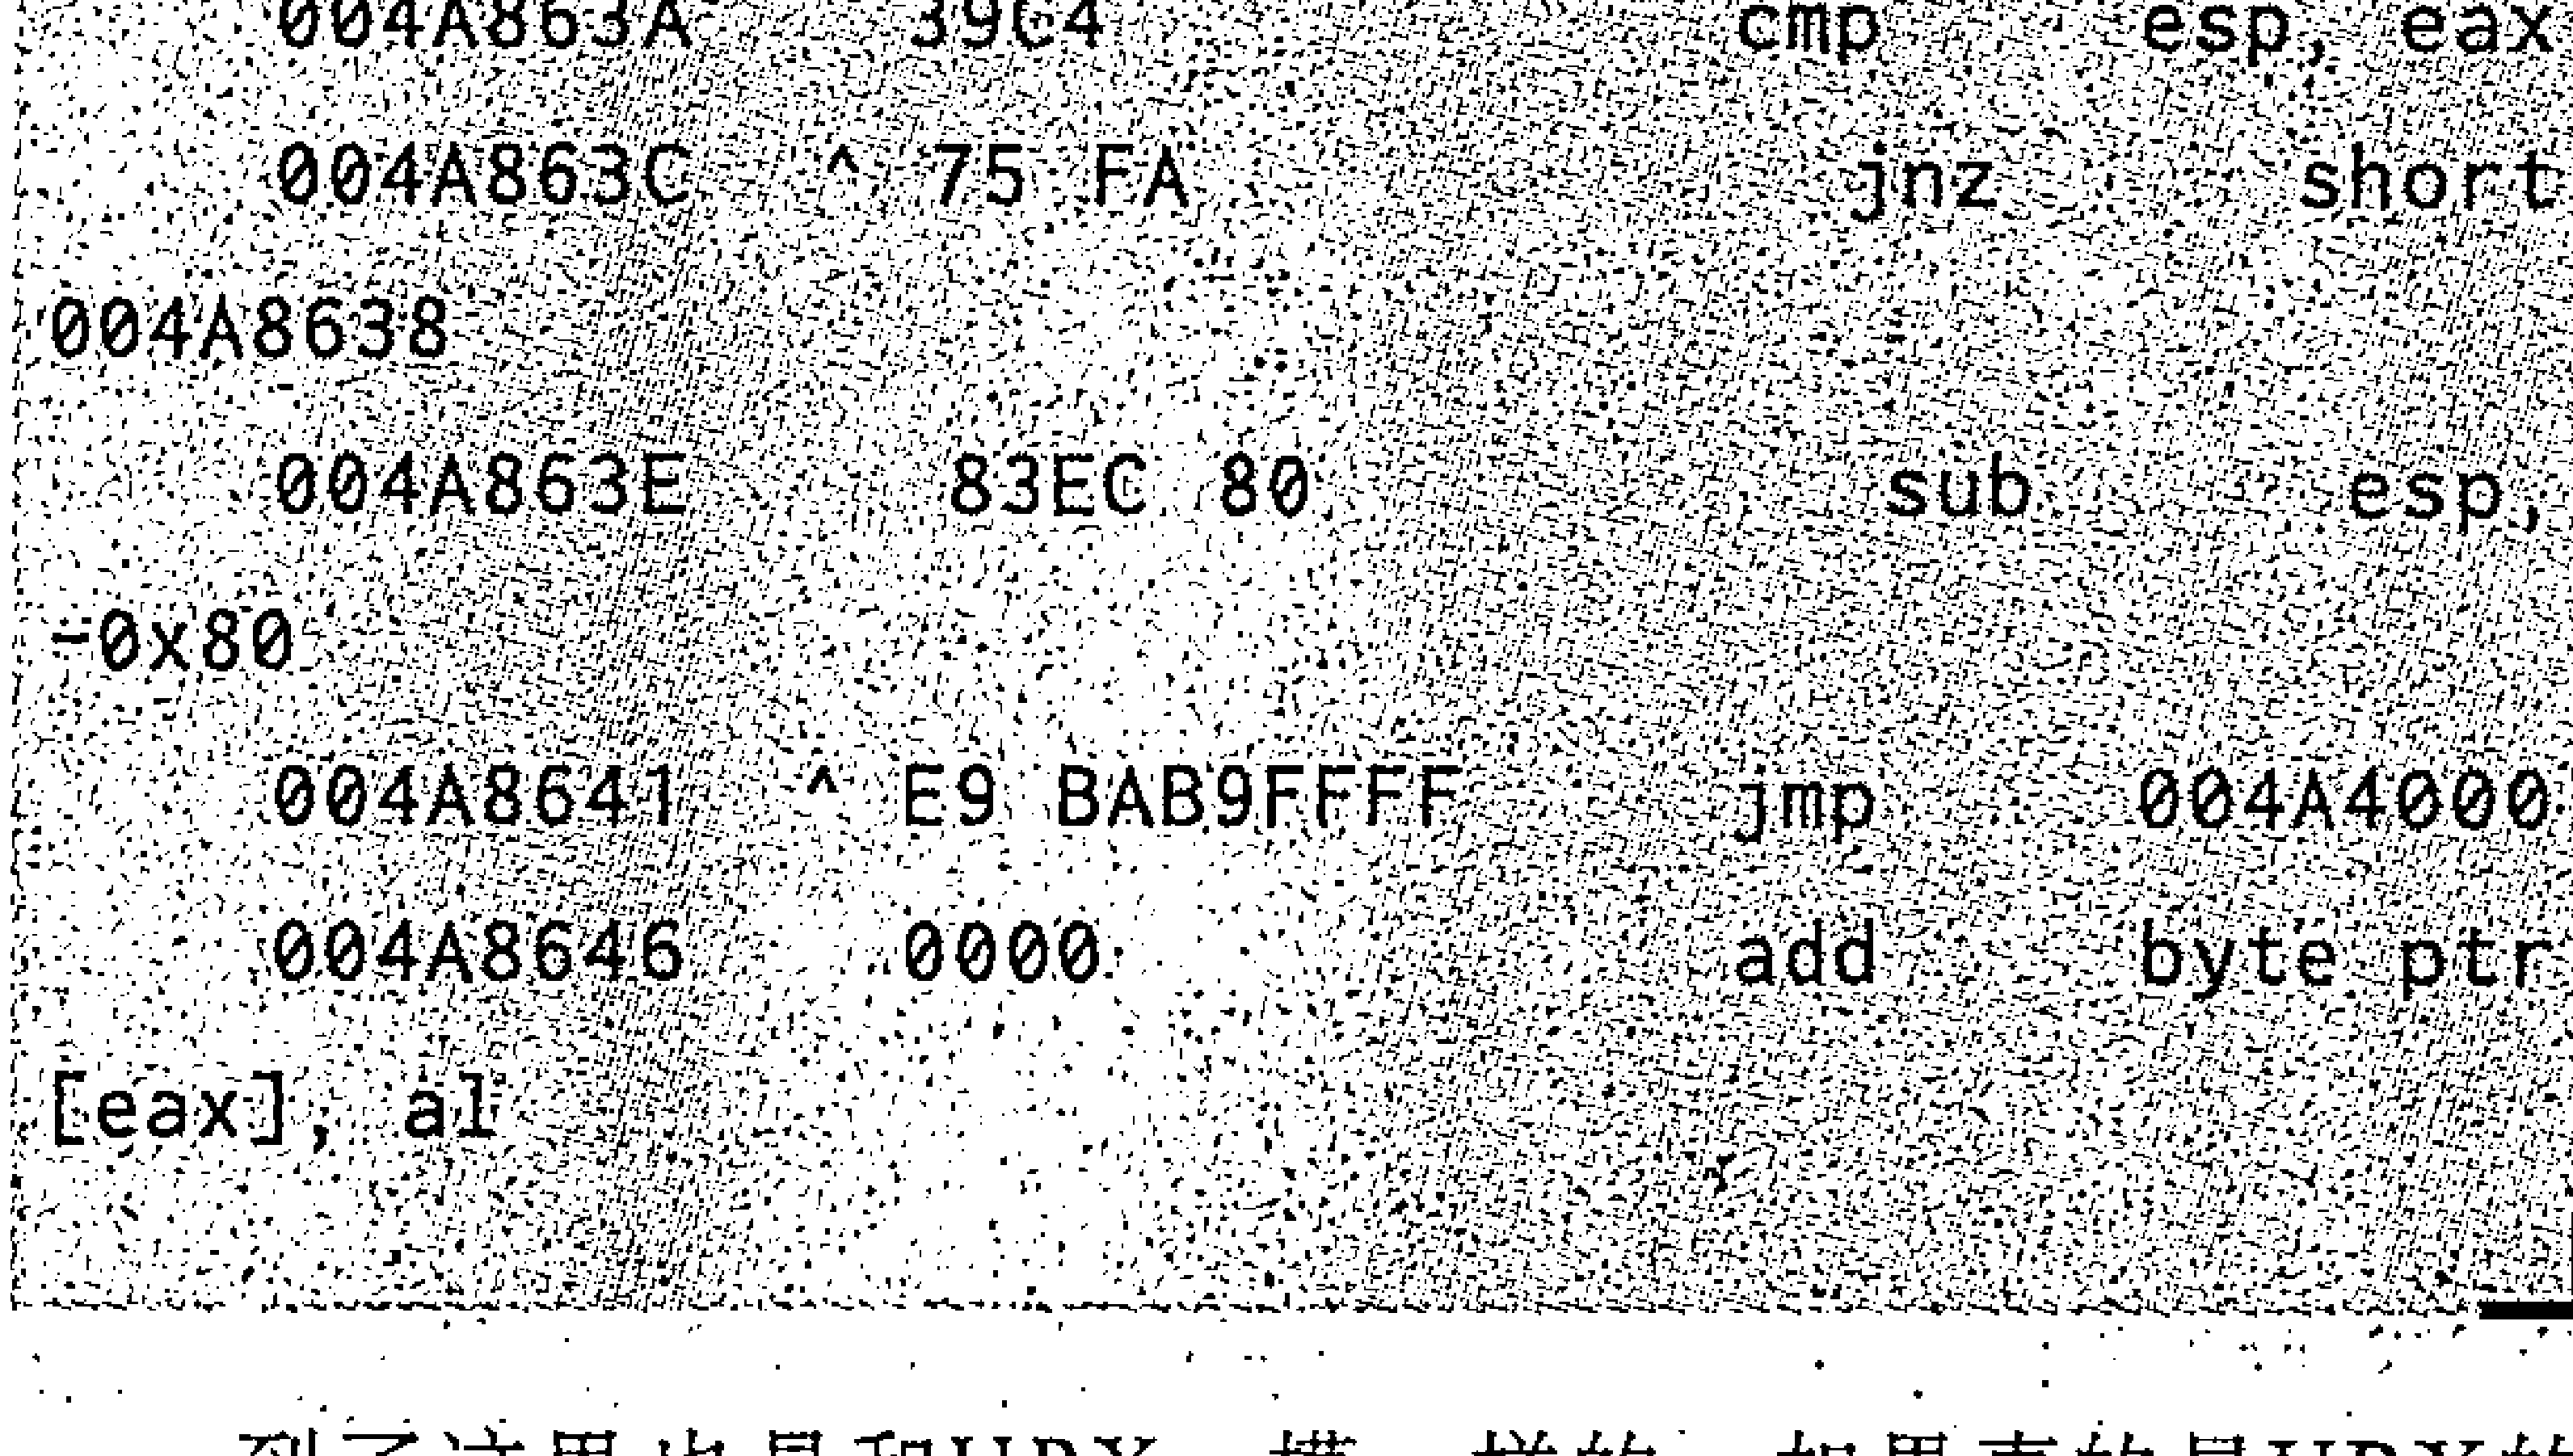 004A863A 39C4 cmp esp, eax
004A863C ^ 75 FA jnz short
004A8638
004A863E 83EC 80 sub esp,
-0x80
004A8641 ^ E9 BAB9FFFF jmp 004A4000
004A8646 0000 add byte ptr
[eax], al